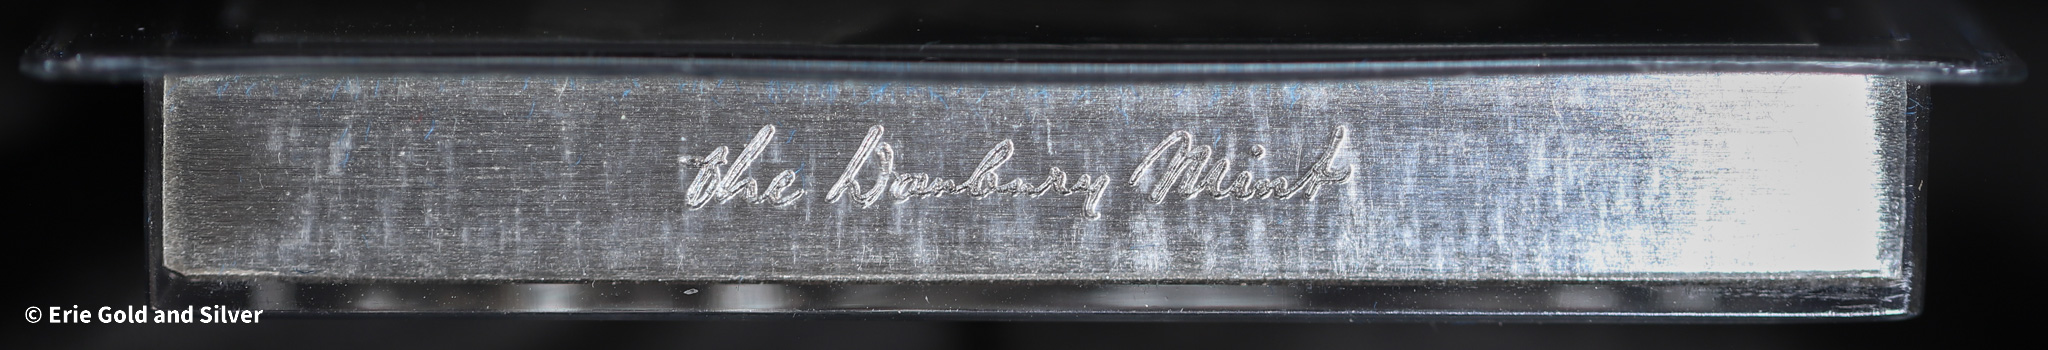 the Danbury Mint
© Erie Gold and Silver